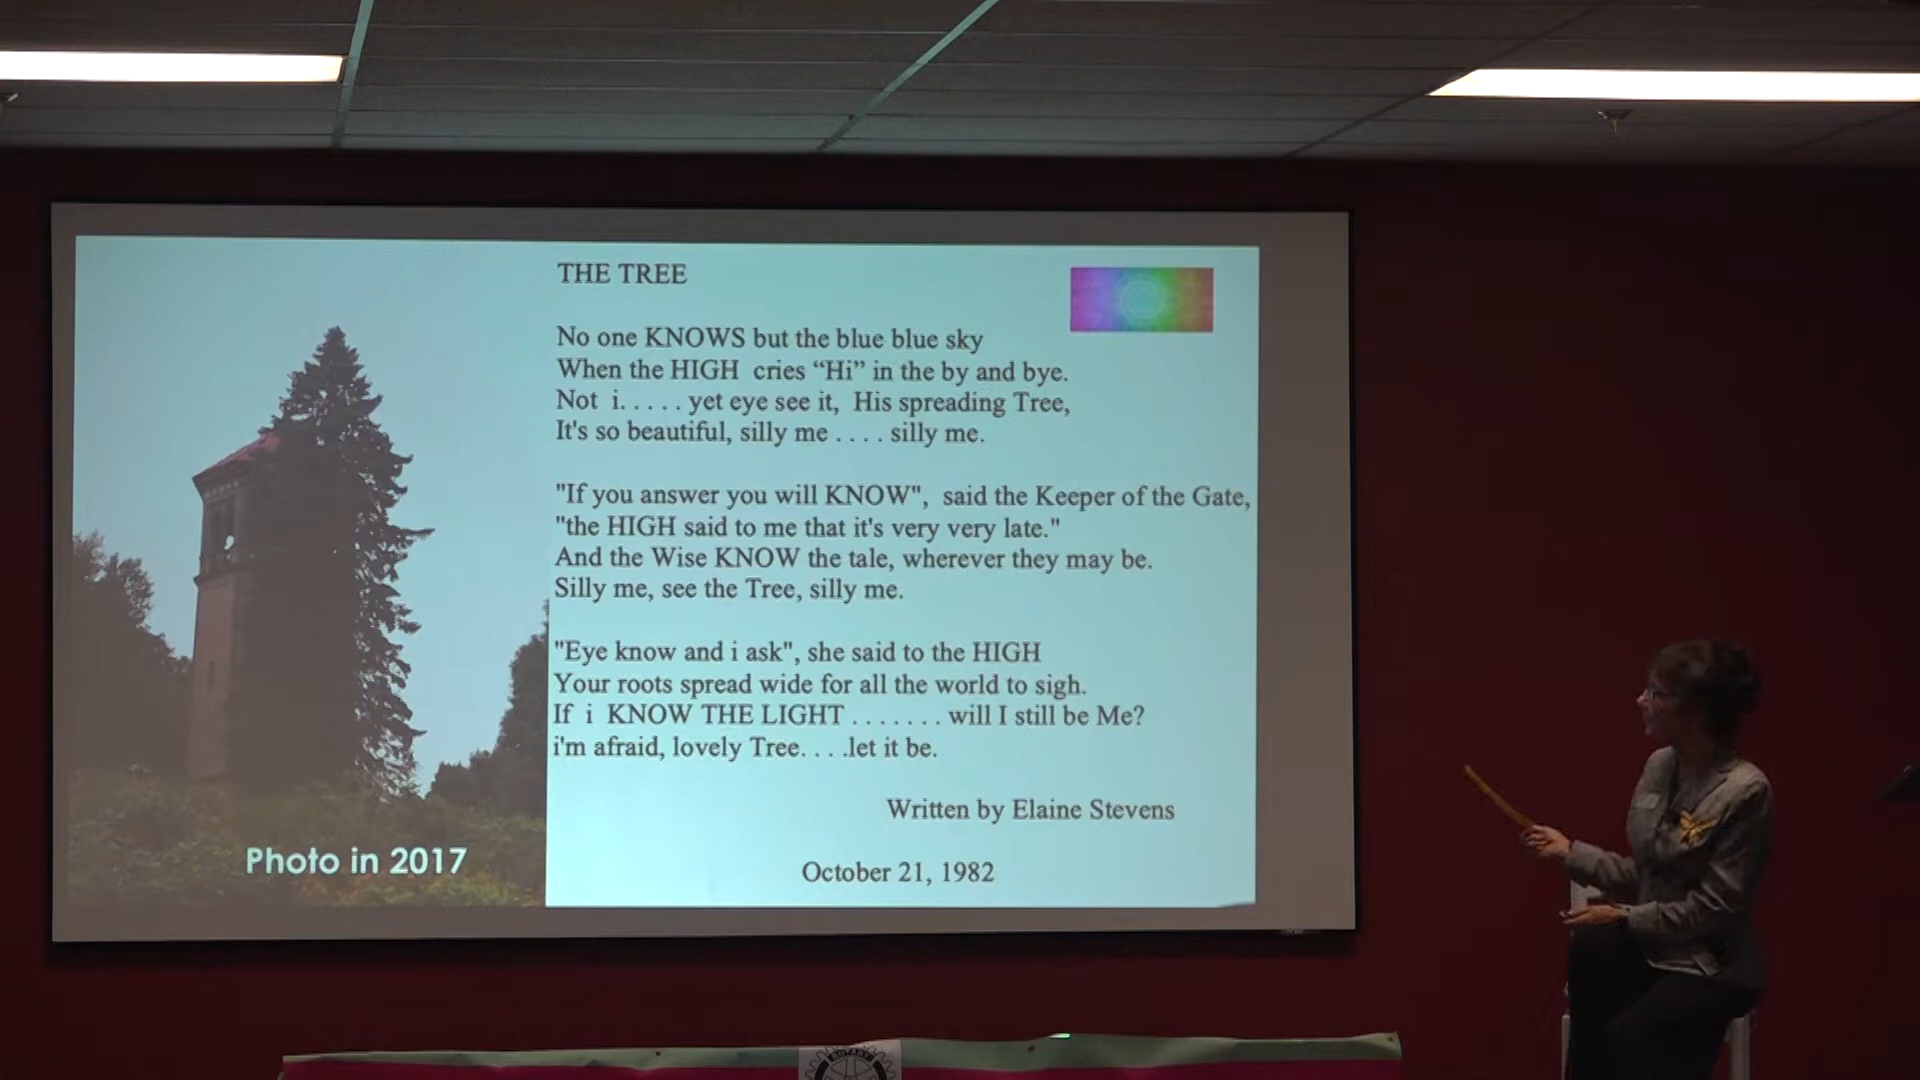 THE TREE
No one KNOWS but the blue blue sky
When the HIGH cries “Hi” in the by and bye.
Not i. . . . . yet eye see it, His spreading Tree,
It's so beautiful, silly me . . . . silly me.
"If you answer you will KNOW", said the Keeper of the Gate,
"the HIGH said to me that it's very very late."
And the Wise KNOW the tale, wherever they may be.
Silly me, see the Tree, silly me.
"Eye know and i ask", she said to the HIGH
Your roots spread wide for all the world to sigh.
If i KNOW THE LIGHT . . . . . . . will I still be Me?
i'm afraid, lovely Tree. . . .let it be.
Written by Elaine Stevens
October 21, 1982
Photo in 2017
ROTARY